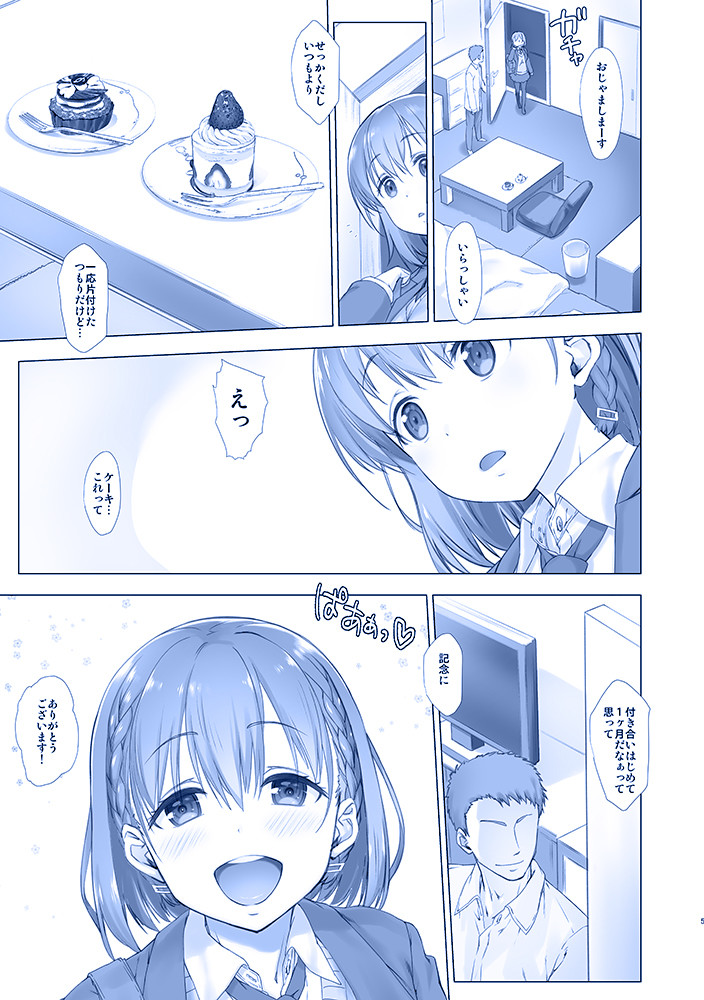 ガチャ
おじゃましまーす
いらっしゃい
せっかくだし
いつもより
一応片付けた
つもりだけど…
えっ
ケーキ…
これって
付き合いはじめて
1ヶ月だなぁって
思って
記念に
ぱあぁっ♡
ありがとう
ございます!
5